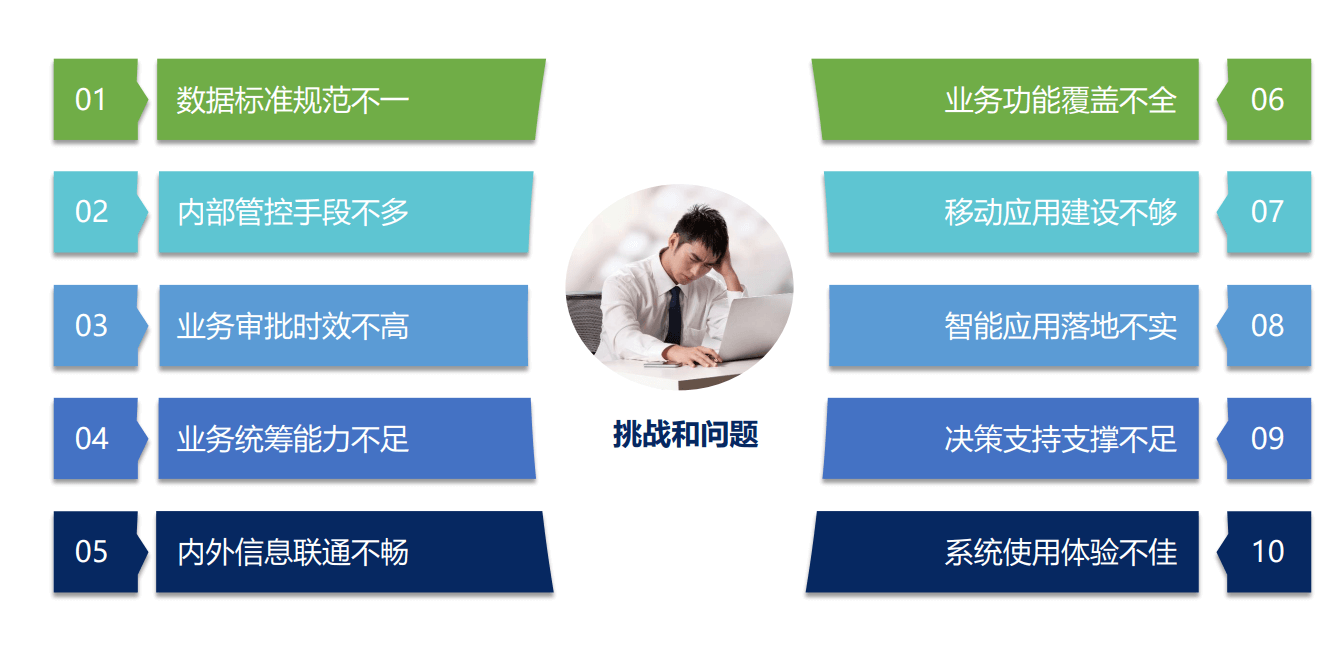 01
数据标准规范不一
02
内部管控手段不多
03
业务审批时效不高
04
业务统筹能力不足
05
内外信息联通不畅
挑战和问题
业务功能覆盖不全
06
移动应用建设不够
07
智能应用落地不实
08
决策支持支撑不足
09
系统使用体验不佳
10